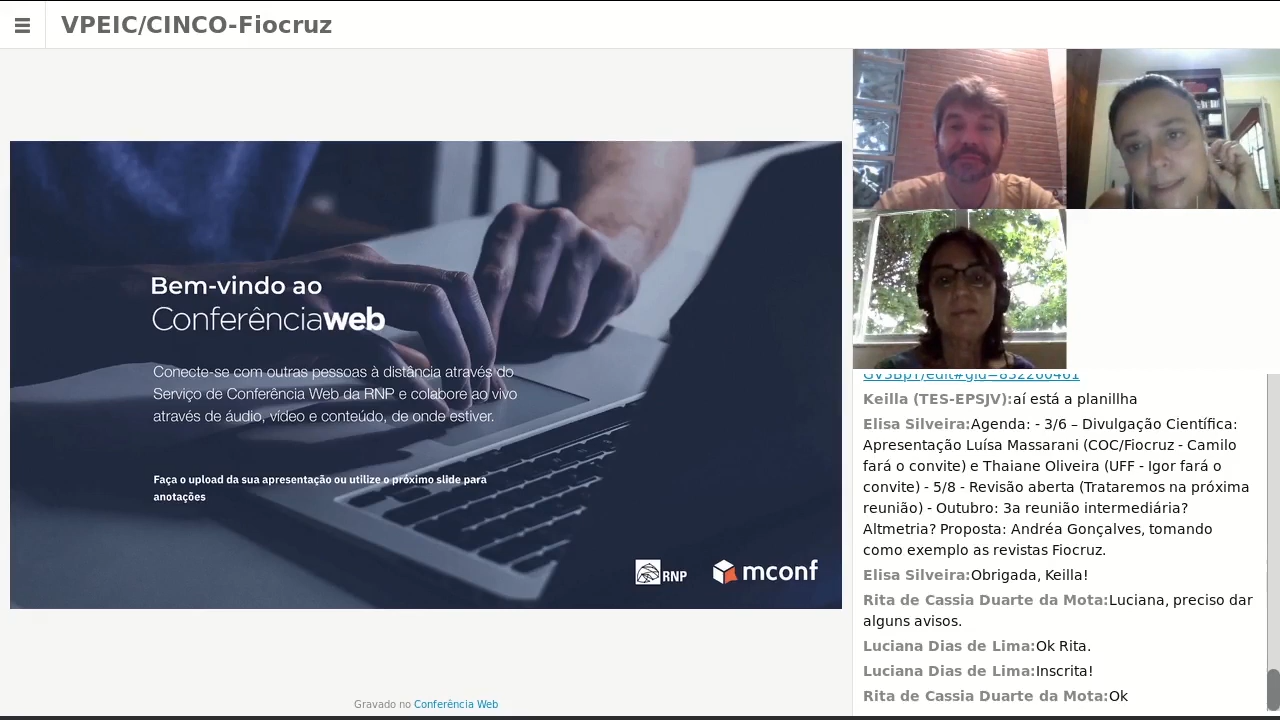 VPEIC/CINCO-Fiocruz
Bem-vindo ao
Conferênciaweb
Conecte-se com outras pessoas à distância através do
Serviço de Conferência Web da RNP e colabore ao vivo
através de áudio, vídeo e conteúdo, de onde estiver.
Faça o upload da sua apresentação ou utilize o próximo slide para
anotações
RNP
mconf
Gravado no Conferência Web
Keilla (TES-EPSJV):aí está a planillha
Elisa Silveira:Agenda: - 3/6 – Divulgação Científica:
Apresentação Luísa Massarani (COC/Fiocruz - Camilo
fará o convite) e Thaiane Oliveira (UFF - Igor fará o
convite) - 5/8 - Revisão aberta (Trataremos na próxima
reunião) - Outubro: 3a reunião intermediária?
Altmetria? Proposta: Andréa Gonçalves, tomando
como exemplo as revistas Fiocruz.
Elisa Silveira:Obrigada, Keilla!
Rita de Cassia Duarte da Mota:Luciana, preciso dar
alguns avisos.
Luciana Dias de Lima:Ok Rita.
Luciana Dias de Lima:Inscrita!
Rita de Cassia Duarte da Mota:Ok